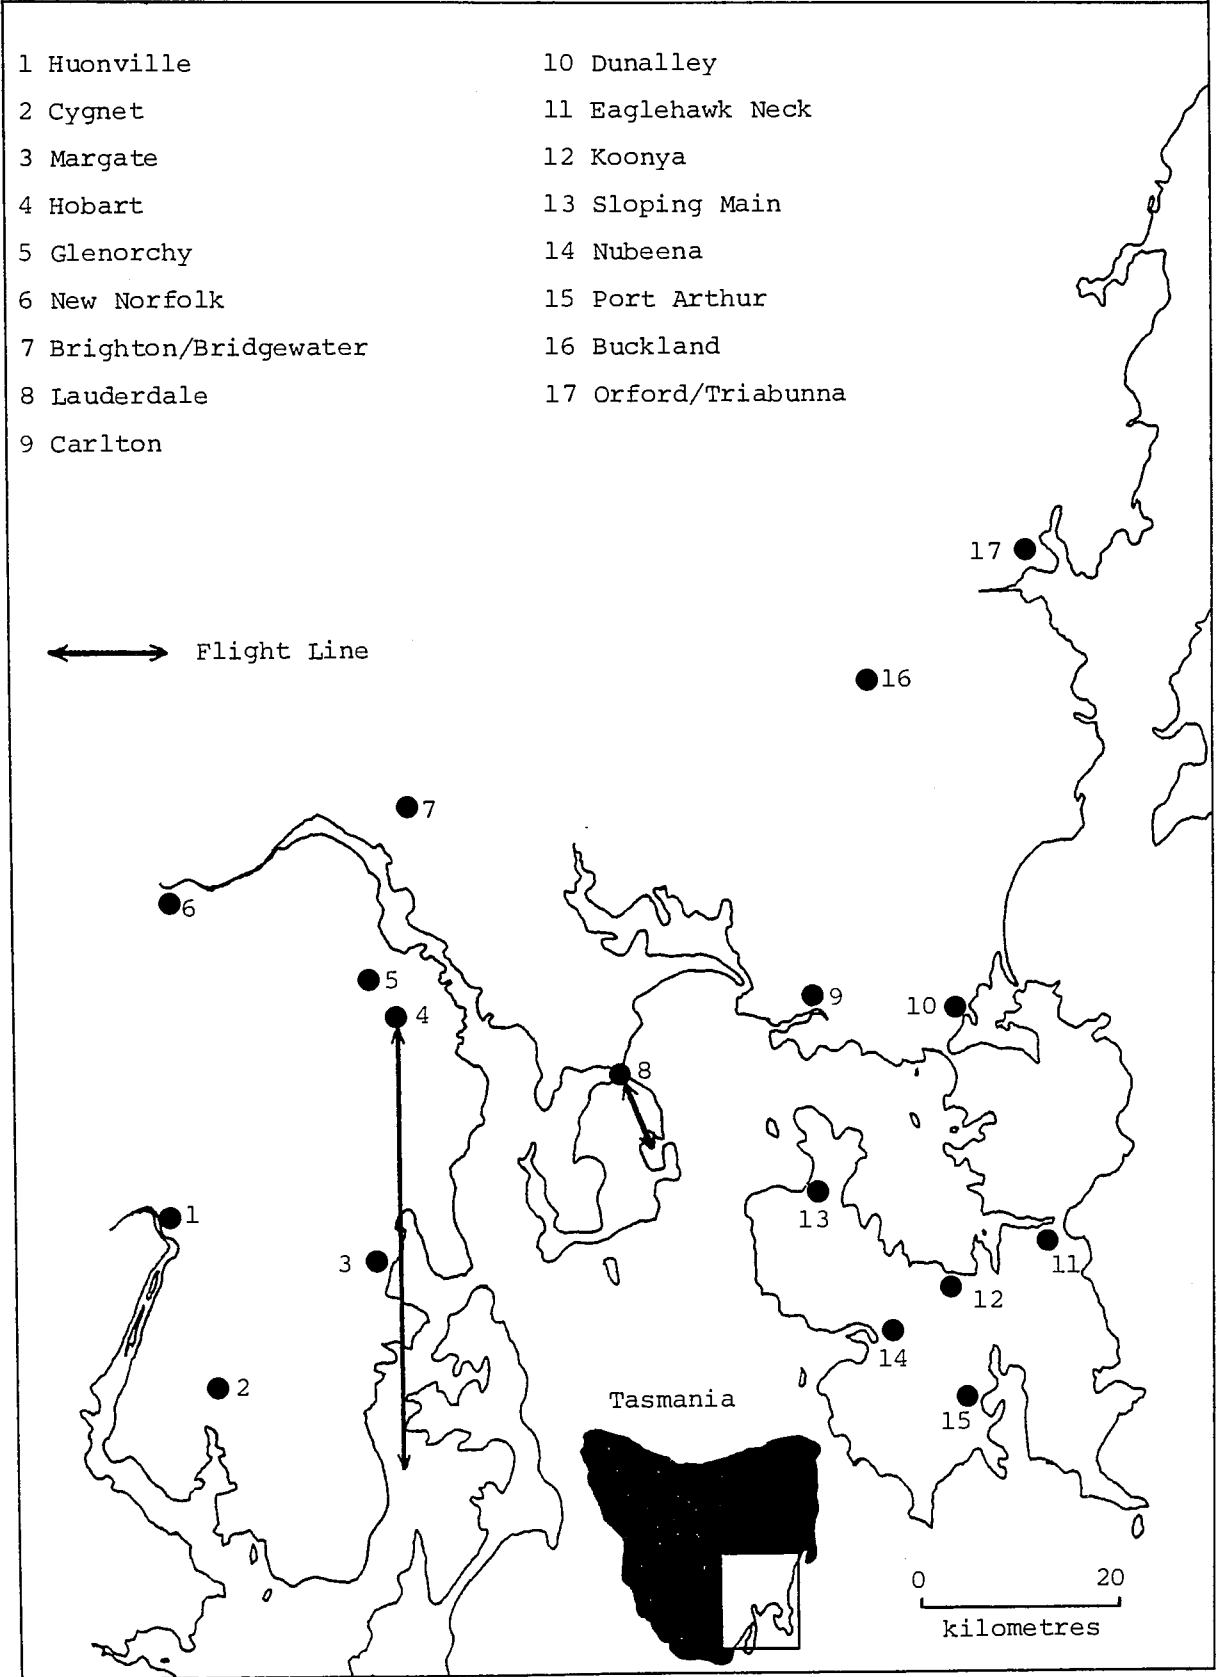 1 Huonville
2 Cygnet
3 Margate
4 Hobart
5 Glenorchy
6 New Norfolk
7 Brighton/Bridgewater
8 Lauderdale
9 Carlton
10 Dunalley
11 Eaglehawk Neck
12 Koonya
13 Sloping Main
14 Nubeena
15 Port Arthur
16 Buckland
17 Orford/Triabunna
17
Flight Line
16
7
6
5
4
9
10
8
1
13
3
11
12
14
2
Tasmania
15
0 20
kilometres